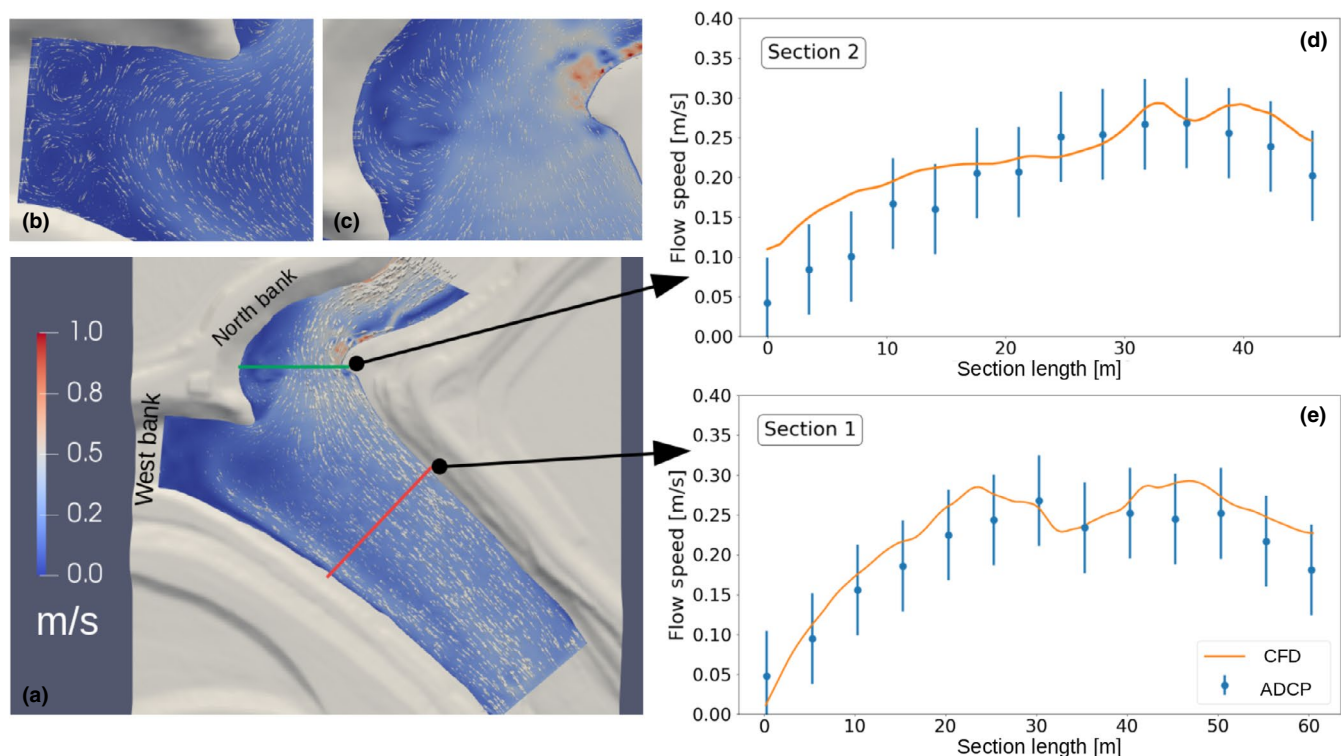 (b)
(c)
North bank
West bank
1.0
0.8
0.5
0.2
0.0
m/s
(a)
Section 2
(d)
0.40
0.35
0.30
0.25
0.20
0.15
0.10
0.05
0.00
Flow speed [m/s]
0 10 20 30 40
Section length [m]
Section 1
(e)
0.40
0.35
0.30
0.25
0.20
0.15
0.10
0.05
0.00
Flow speed [m/s]
CFD
ADCP
0 10 20 30 40 50 60
Section length [m]